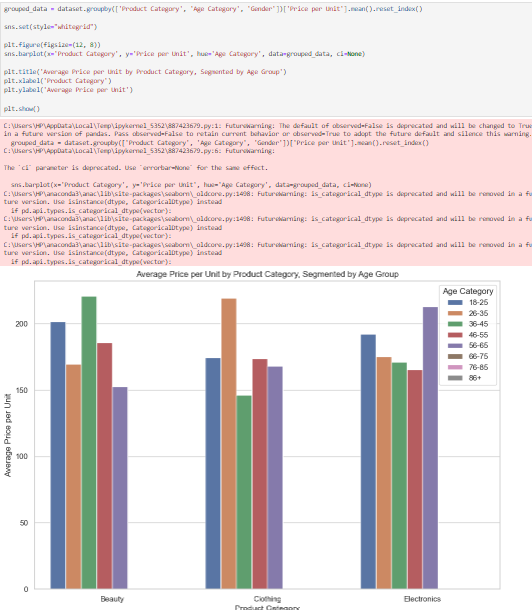 grouped_data = dataset.groupby(['Product Category', 'Age Category', 'Gender'])['Price per Unit'].mean().reset_index()
sns.set(style="whitegrid")
plt.figure(figsize=(12, 8))
sns.barplot(x='Product Category', y='Price per Unit', hue='Age Category', data=grouped_data, ci=None)
plt.title('Average Price per Unit by Product Category, Segmented by Age Group')
plt.xlabel('Product Category')
plt.ylabel('Average Price per Unit')
plt.show()
C:\Users\HP\AppData\Local\Temp\ipykernel_5352\887423679.py:1: FutureWarning: The default of observed=False is deprecated and will be changed to True
in a future version of pandas. Pass observed=False to retain current behavior or observed=True to adopt the future default and silence this warning.
grouped_data = dataset.groupby(['Product Category', 'Age Category', 'Gender'])['Price per Unit'].mean().reset_index()
C:\Users\HP\AppData\Local\Temp\ipykernel_5352\887423679.py:6: FutureWarning:
The `ci` parameter is deprecated. Use `errorbar=None` for the same effect.
sns.barplot(x='Product Category', y='Price per Unit', hue='Age Category', data=grouped_data, ci=None)
C:\Users\HP\anaconda3\anac\lib\site-packages\seaborn\_oldcore.py:1498: FutureWarning: is_categorical_dtype is deprecated and will be removed in a fu
ture version. Use isinstance(dtype, CategoricalDtype) instead
if pd.api.types.is_categorical_dtype(vector):
C:\Users\HP\anaconda3\anac\lib\site-packages\seaborn\_oldcore.py:1498: FutureWarning: is_categorical_dtype is deprecated and will be removed in a fu
ture version. Use isinstance(dtype, CategoricalDtype) instead
if pd.api.types.is_categorical_dtype(vector):
C:\Users\HP\anaconda3\anac\lib\site-packages\seaborn\_oldcore.py:1498: FutureWarning: is_categorical_dtype is deprecated and will be removed in a fu
ture version. Use isinstance(dtype, CategoricalDtype) instead
if pd.api.types.is_categorical_dtype(vector):
Average Price per Unit by Product Category, Segmented by Age Group
Age Category
18-25
26-35
36-45
46-55
56-65
66-75
76-85
86+
200
150
100
50
0
Average Price per Unit
Beauty
Clothing
Electronics
Product Category